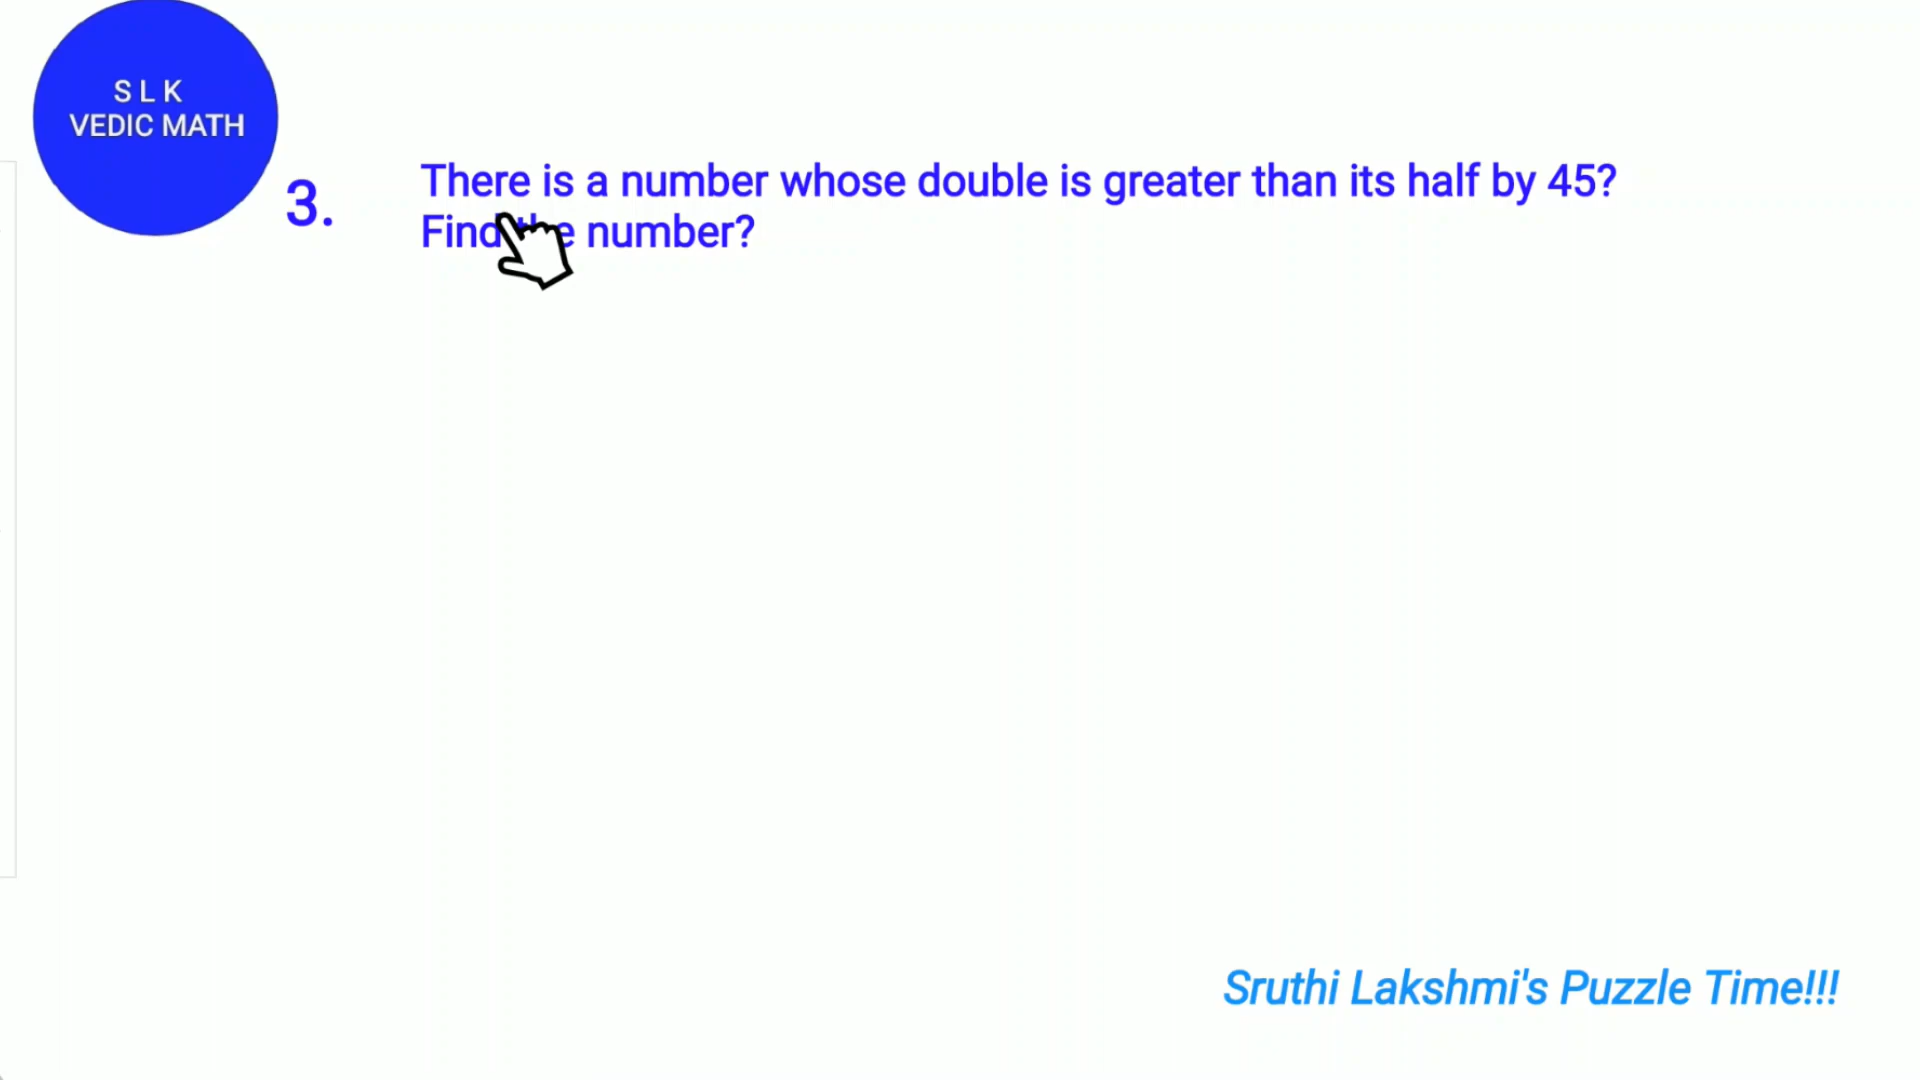 S L K
VEDIC MATH
3.
There is a number whose double is greater than its half by 45?
Find the number?
Sruthi Lakshmi's Puzzle Time!!!